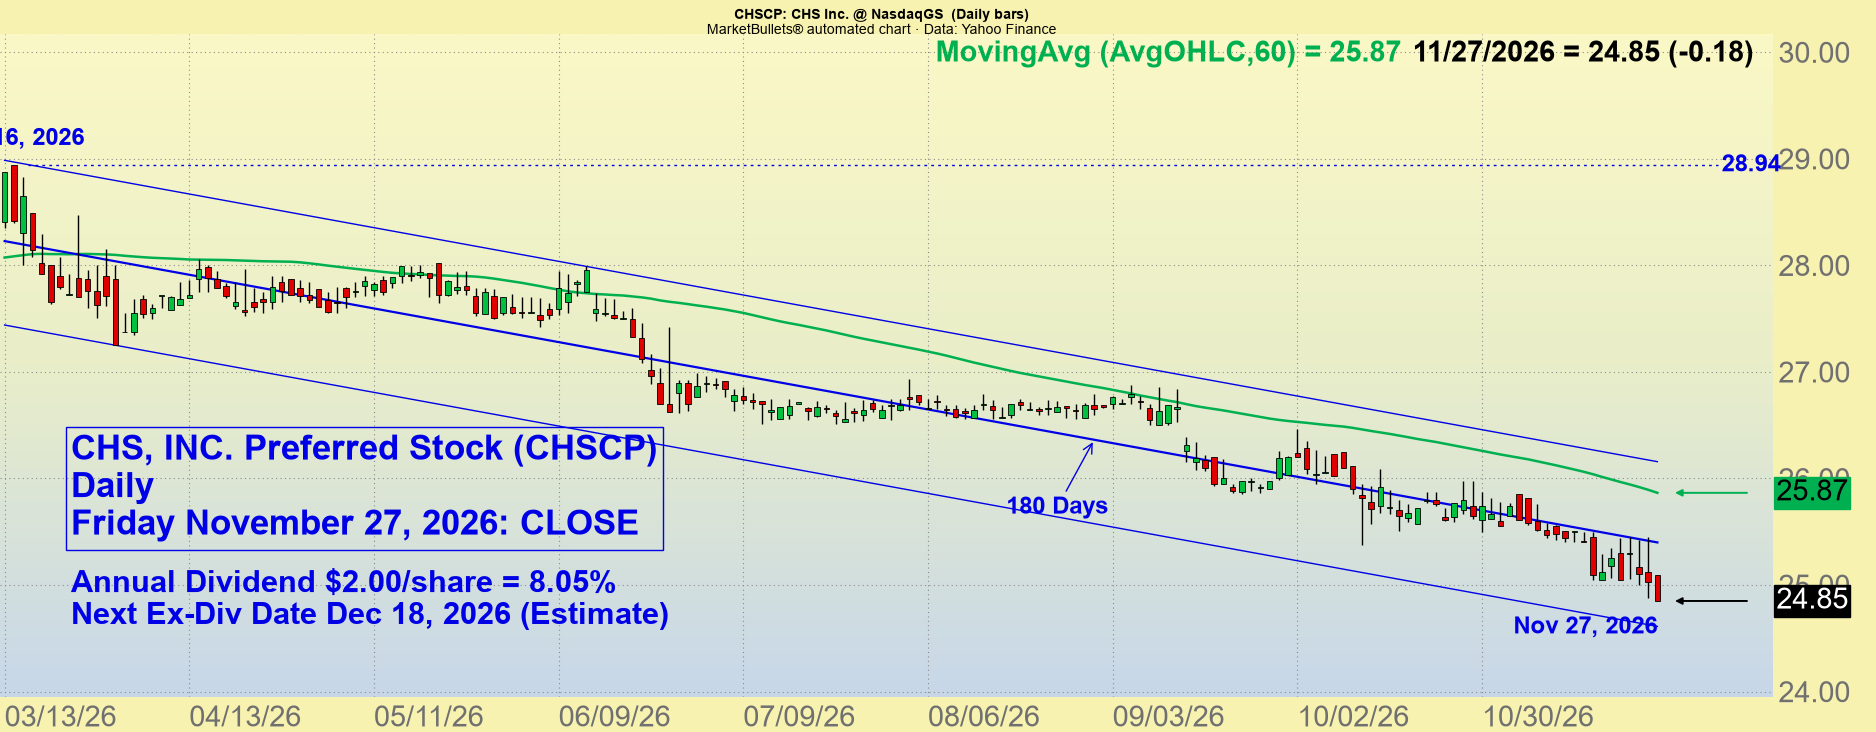 CHSCP: CHS Inc. @ NasdaqGS (Daily bars)
MarketBullets® automated chart · Data: Yahoo Finance
MovingAvg (AvgOHLC,60) = 25.87 11/27/2026 = 24.85 (-0.18)
30.00
16, 2026
28.94
29.00
28.00
27.00
CHS, INC. Preferred Stock (CHSCP)
Daily
Friday November 27, 2026: CLOSE
180 Days
26.00
25.87
Annual Dividend $2.00/share = 8.05%
Next Ex-Div Date Dec 18, 2026 (Estimate)
25.00
24.85
Nov 27, 2026
24.00
03/13/26 04/13/26 05/11/26 06/09/26 07/09/26 08/06/26 09/03/26 10/02/26 10/30/26